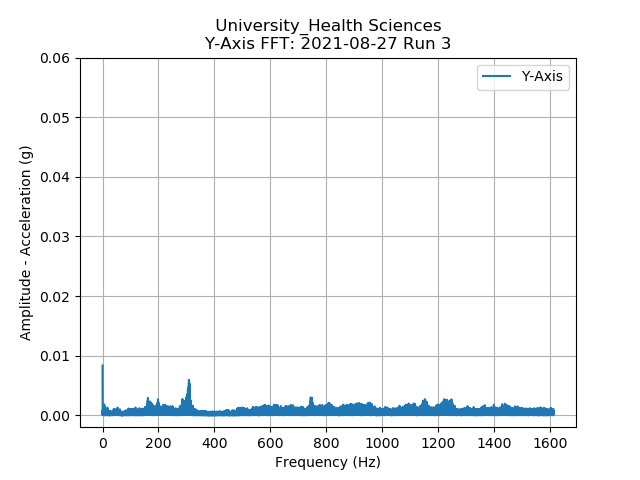 University_Health Sciences
Y-Axis FFT: 2021-08-27 Run 3
Y-Axis
0.06
0.05
0.04
0.03
0.02
0.01
0.00
Amplitude - Acceleration (g)
0 200 400 600 800 1000 1200 1400 1600
Frequency (Hz)